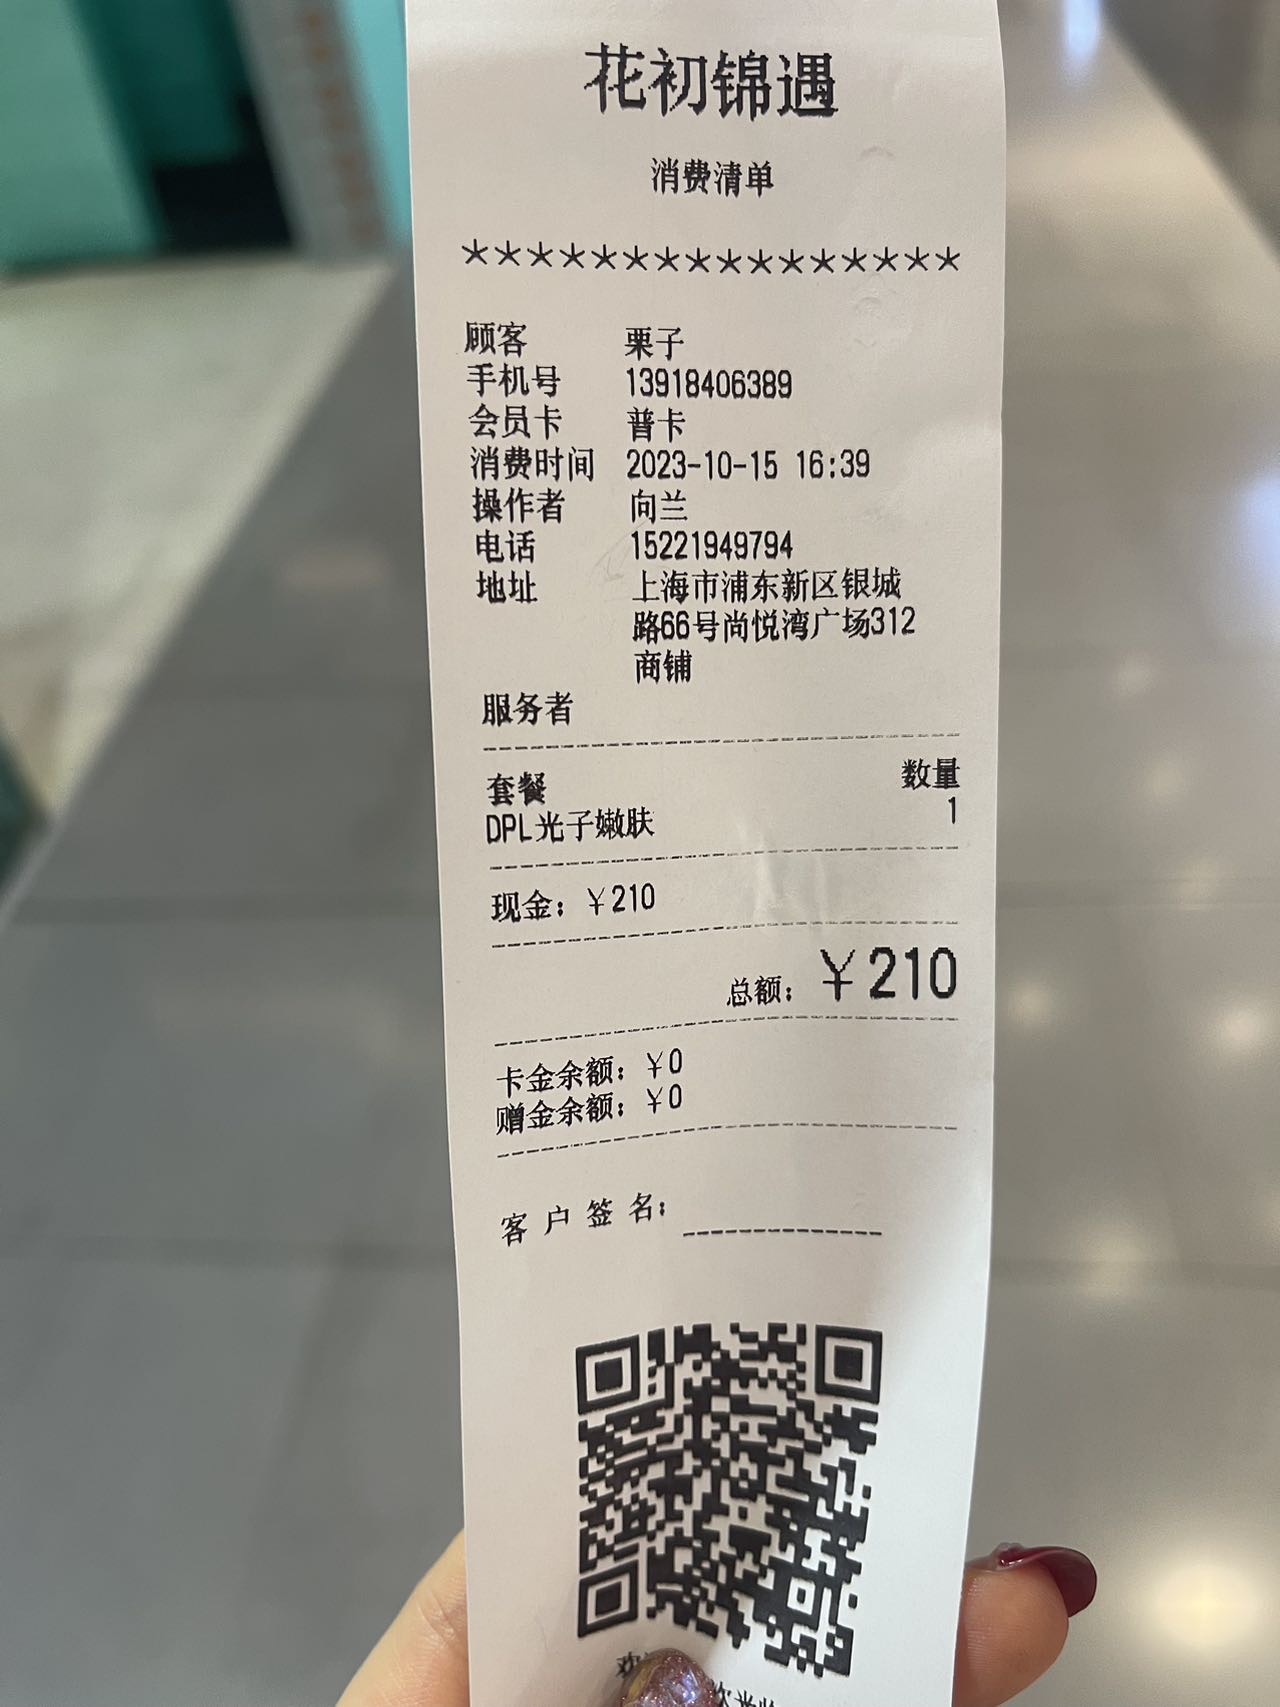 花初锦遇
消费清单
****************
顾客 栗子
手机号 13918406389
会员卡 普卡
消费时间 2023-10-15 16:39
操作者 向兰
电话 15221949794
地址 上海市浦东新区银城
路66号尚悦湾广场312
商铺
服务者
套餐 数量
DPL光子嫩肤 1
现金：￥210
总额：￥210
卡金余额：￥0
赠金余额：￥0
客户签名：
欢